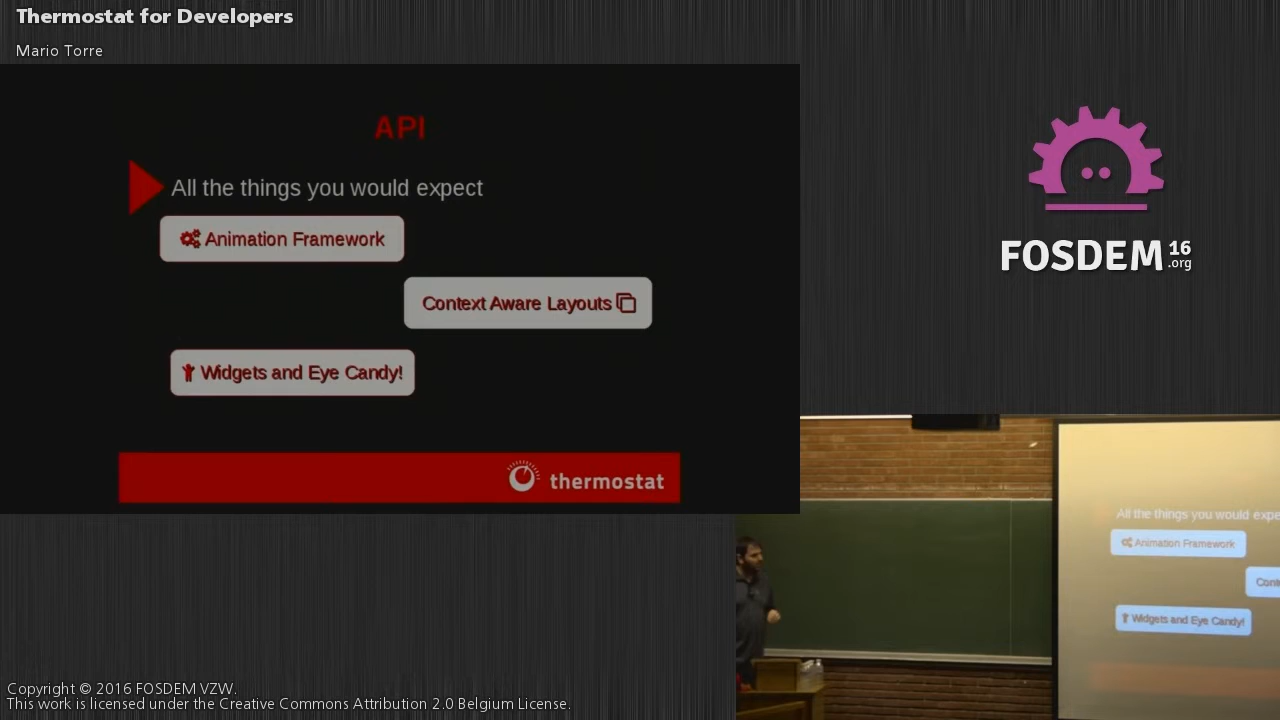 Thermostat for Developers
Mario Torre
API
All the things you would expect
Animation Framework
Context Aware Layouts
Widgets and Eye Candy!
thermostat
FOSDEM 16
.org
All the things you would expe
Animation Framework
Conte
Widgets and Eye Candy!
Copyright © 2016 FOSDEM VZW.
This work is licensed under the Creative Commons Attribution 2.0 Belgium License.